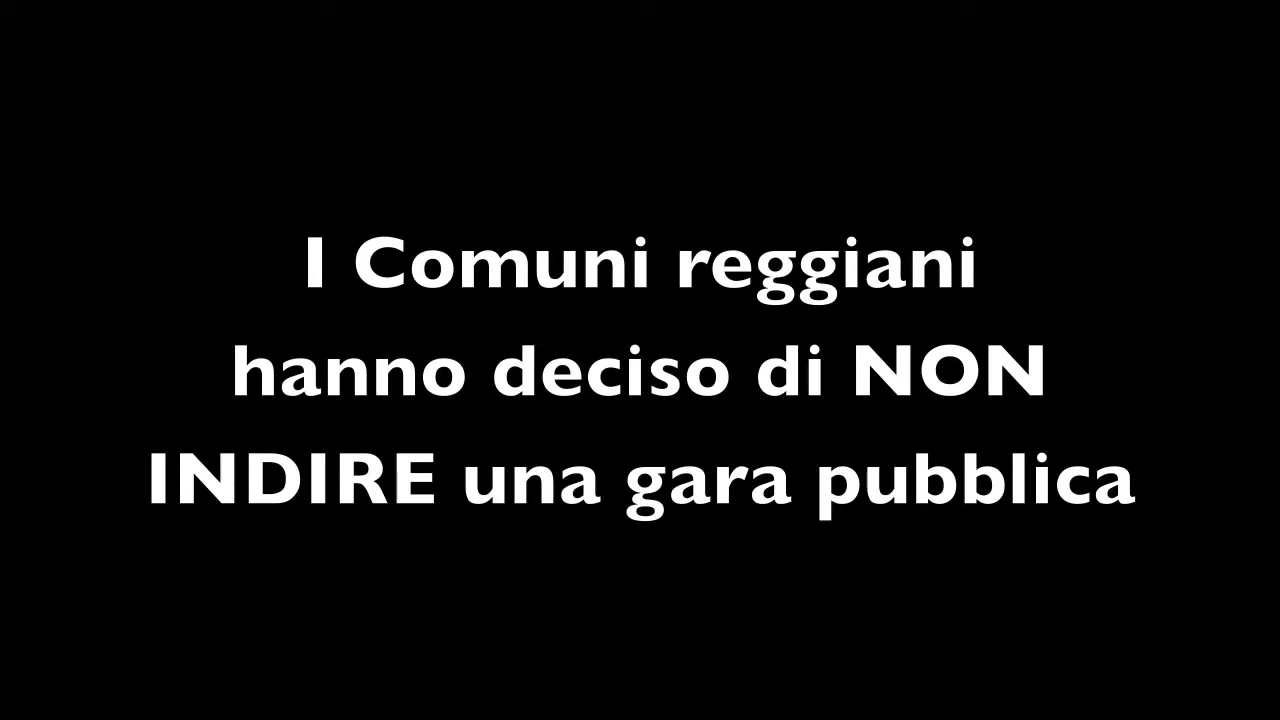 I Comuni reggiani
hanno deciso di NON
INDIRE una gara pubblica